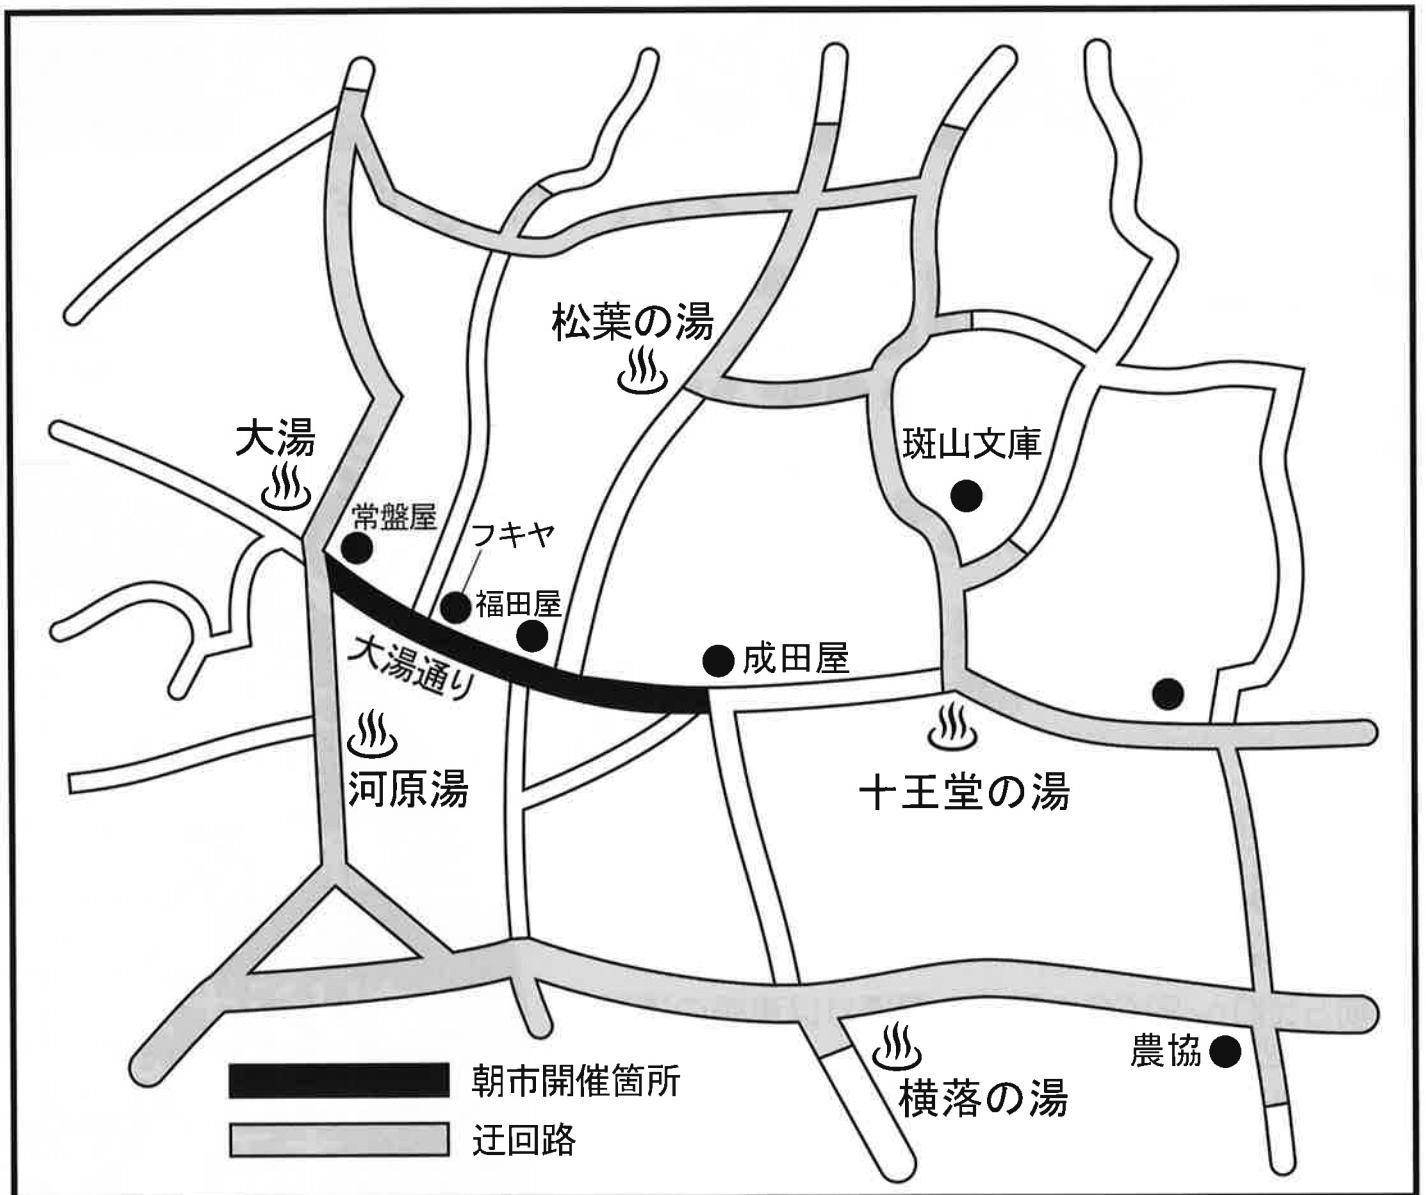 松葉の湯
大湯
斑山文庫
常盤屋
フキヤ
福田屋
大湯通り
成田屋
河原湯
十王堂の湯
農協
横落の湯
朝市開催箇所
迂回路